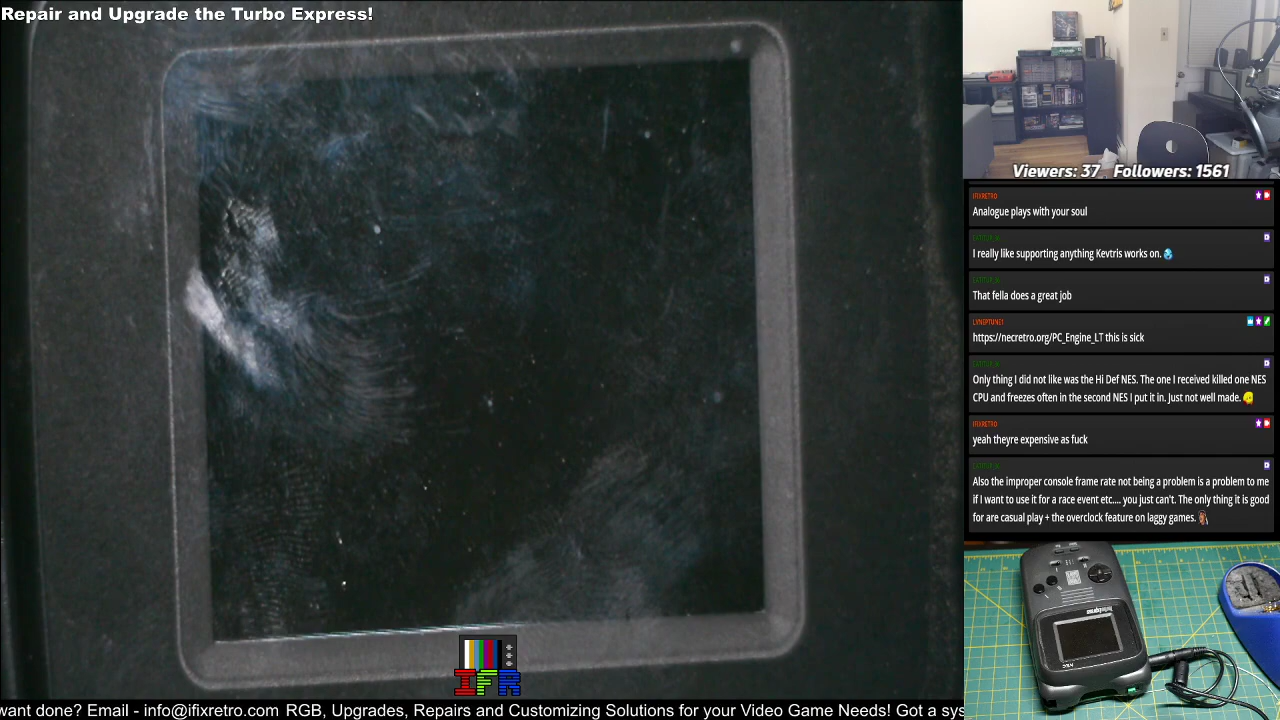 Repair and Upgrade the Turbo Express!
Viewers: 37 Followers: 1561
IFIXRETRO
Analogue plays with your soul
I really like supporting anything Kevtris works on.
That fella does a great job
https://necretro.org/PC_Engine_LT this is sick
Only thing I did not like was the Hi Def NES. The one I received killed one NES
CPU and freezes often in the second NES I put it in. Just not well made.
IFIXRETRO
yeah theyre expensive as fuck
Also the improper console frame rate not being a problem is a problem to me
if I want to use it for a race event etc.... you just can't. The only thing it is good
for are casual play + the overclock feature on laggy games.
NEC
IFR
want done? Email - info@ifixretro.com RGB, Upgrades, Repairs and Customizing Solutions for your Video Game Needs! Got a sys